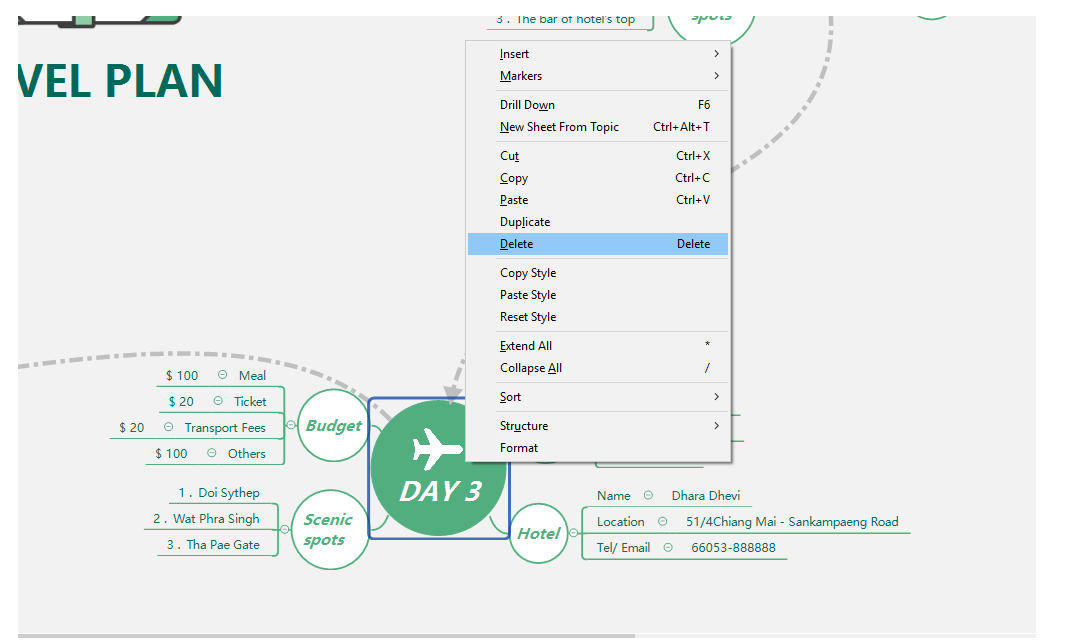 3 . The bar of hotel's top
spots
VEL PLAN
Insert
Markers
Drill Down F6
New Sheet From Topic Ctrl+Alt+T
Cut Ctrl+X
Copy Ctrl+C
Paste Ctrl+V
Duplicate
Delete Delete
Copy Style
Paste Style
Reset Style
Extend All *
Collapse All /
Sort
Structure
Format
$ 100 Meal
$ 20 Ticket
$ 20 Transport Fees
$ 100 Others
Budget
1 . Doi Sythep
2 . Wat Phra Singh
3 . Tha Pae Gate
Scenic
spots
DAY 3
Hotel
Name Dhara Dhevi
Location 51/4Chiang Mai - Sankampaeng Road
Tel/ Email 66053-888888